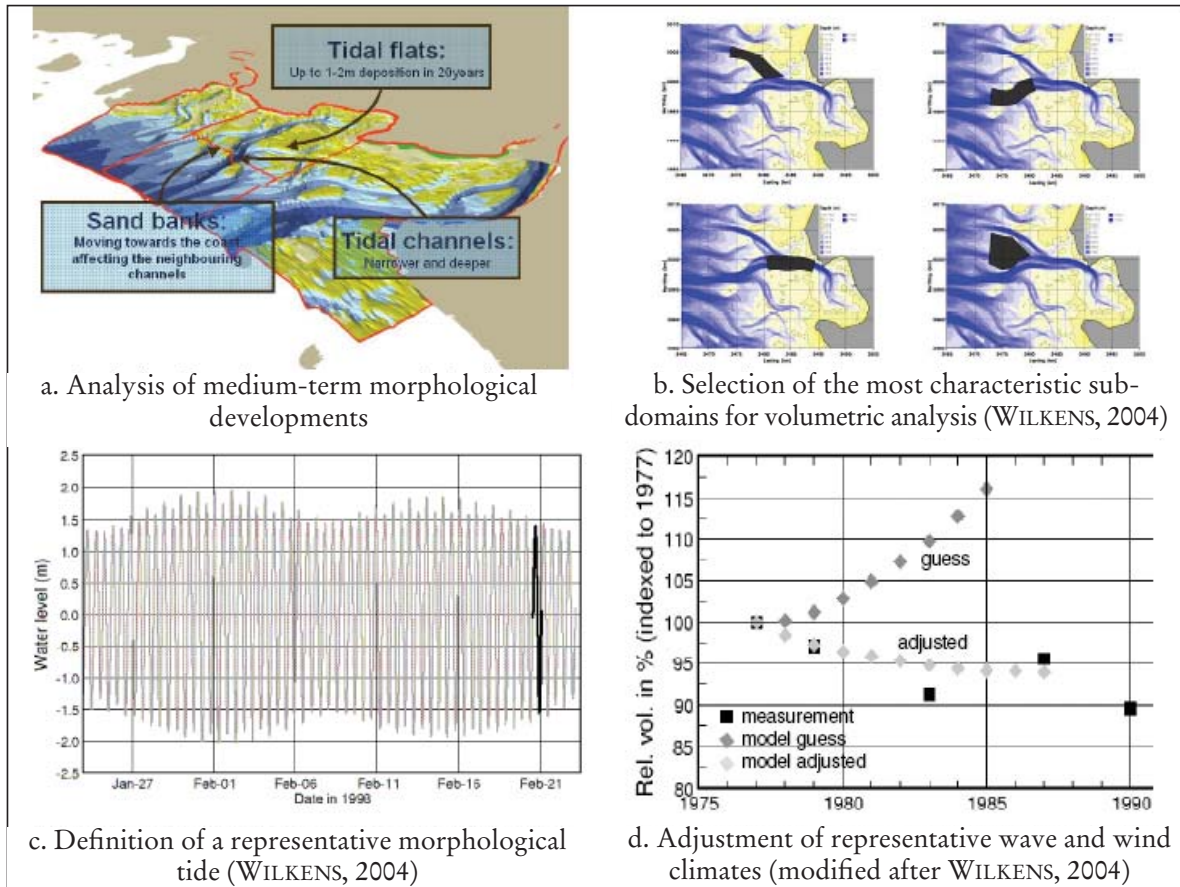 Tidal flats:
Up to 1-2m deposition in 20years
Sand banks:
Moving towards the coast
affecting the neighbouring
channels
Tidal channels:
Narrower and deeper
a. Analysis of medium-term morphological
developments
b. Selection of the most characteristic sub-
domains for volumetric analysis (WILKENS, 2004)
Water level (m)
2.5
2.0
1.5
1.0
0.5
0.0
-0.5
-1.0
-1.5
-2.0
-2.5
Jan-27 Feb-01 Feb-06 Feb-11 Feb-16 Feb-21
Date in 1998
c. Definition of a representative morphological
tide (WILKENS, 2004)
Rel. vol. in % (indexed to 1977)
120
115
110
105
100
95
90
85
80
guess
adjusted
measurement
model guess
model adjusted
1975 1980 1985 1990
d. Adjustment of representative wave and wind
climates (modified after WILKENS, 2004)